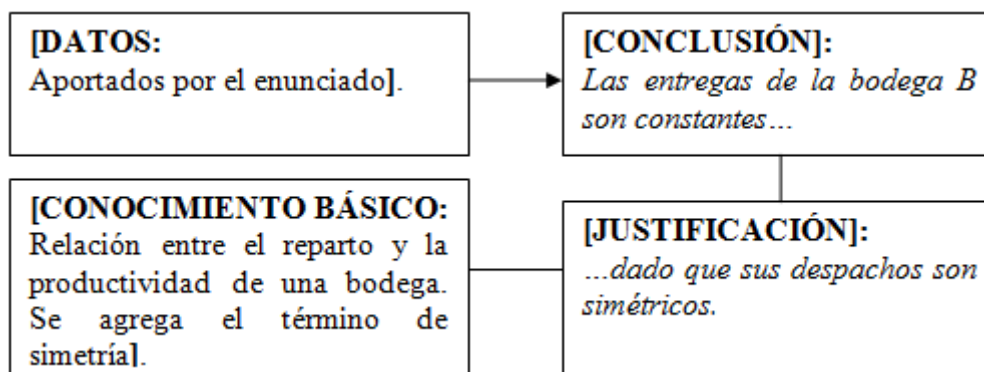 [DATOS:
Aportados por el enunciado].
[CONCLUSIÓN]:
Las entregas de la bodega B
son constantes…
[CONOCIMIENTO BÁSICO:
Relación entre el reparto y la
productividad de una bodega.
Se agrega el término de
simetría].
[JUSTIFICACIÓN]:
…dado que sus despachos son
simétricos.